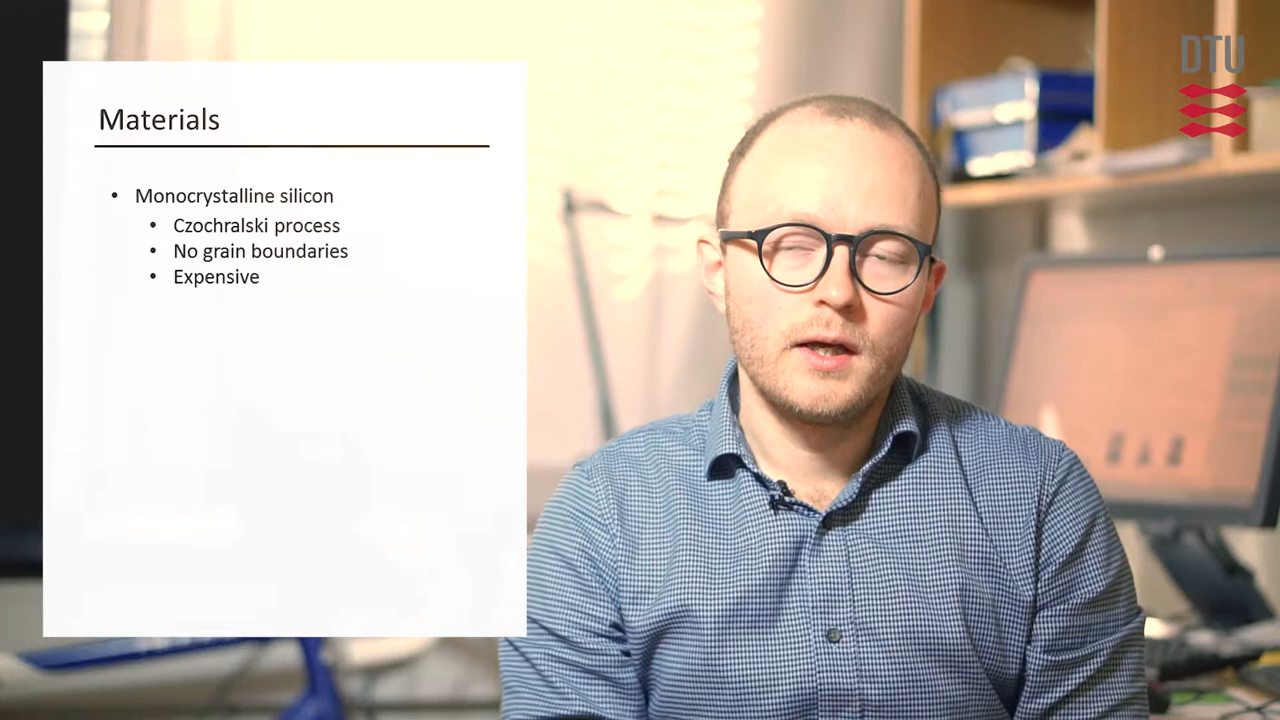 Materials
• Monocrystalline silicon
• Czochralski process
• No grain boundaries
• Expensive
DTU